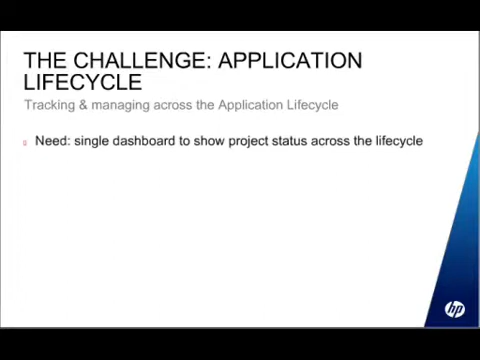 THE CHALLENGE: APPLICATION
LIFECYCLE
Tracking & managing across the Application Lifecycle
Need: single dashboard to show project status across the lifecycle
hp